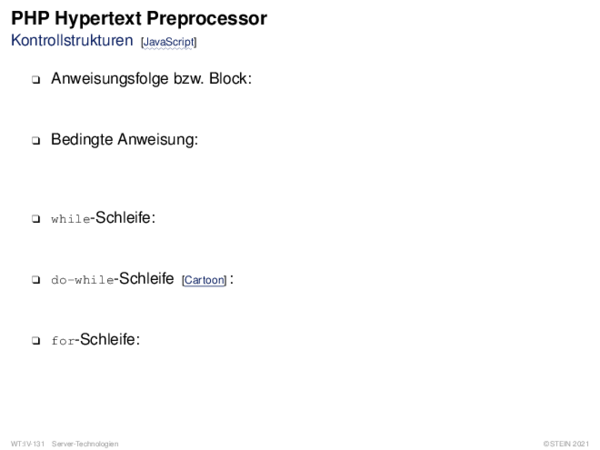 PHP Hypertext Preprocessor
Kontrollstrukturen [JavaScript]
❑ Anweisungsfolge bzw. Block:
❑ Bedingte Anweisung:
❑ while-Schleife:
❑ do-while-Schleife [Cartoon] :
❑ for-Schleife:
WT:IV-131 Server-Technologien ©STEIN 2021